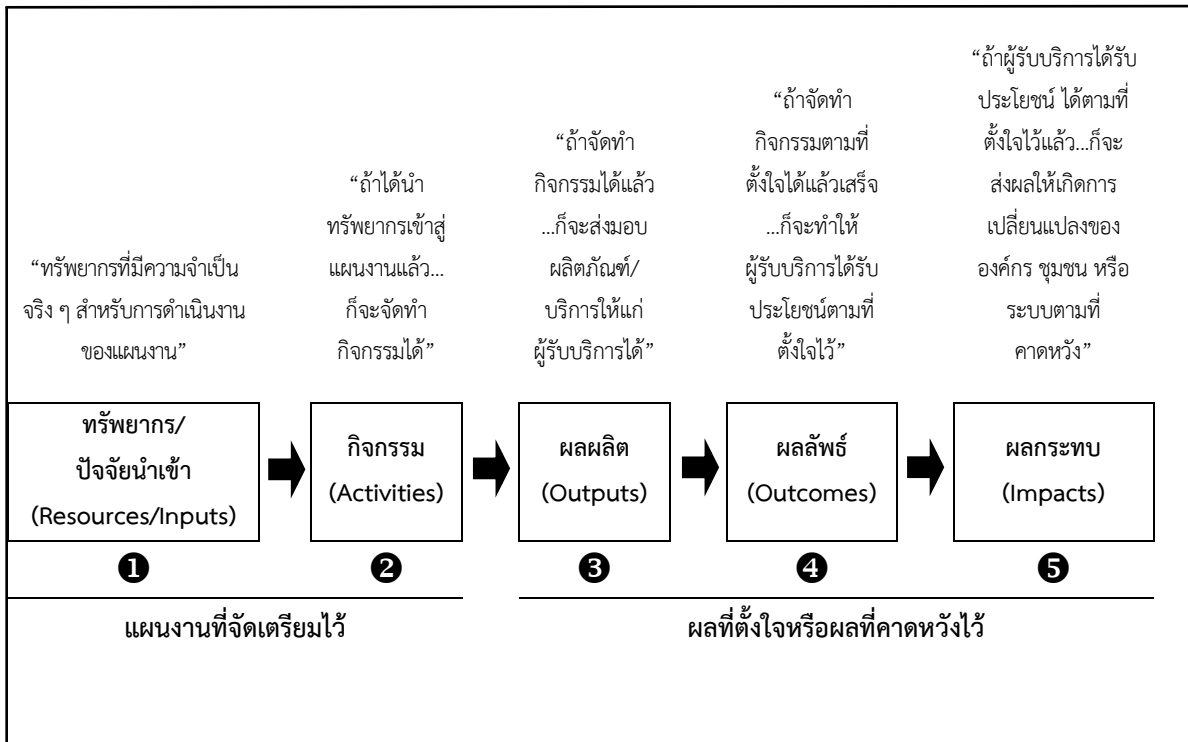 “ทรัพยากรที่มีความจำเป็น
จริง ๆ สำหรับการดำเนินงาน
ของแผนงาน”
“ถ้าได้นำ
ทรัพยากรเข้าสู่
แผนงานแล้ว...
ก็จะจัดทำ
กิจกรรมได้”
“ถ้าจัดทำ
กิจกรรมได้แล้ว
...ก็จะส่งมอบ
ผลิตภัณฑ์/
บริการให้แก่
ผู้รับบริการได้”
“ถ้าจัดทำ
กิจกรรมตามที่
ตั้งใจได้แล้วเสร็จ
...ก็จะทำให้
ผู้รับบริการได้รับ
ประโยชน์ตามที่
ตั้งใจไว้”
“ถ้าผู้รับบริการได้รับ
ประโยชน์ ได้ตามที่
ตั้งใจไว้แล้ว...ก็จะ
ส่งผลให้เกิดการ
เปลี่ยนแปลงของ
องค์กร ชุมชน หรือ
ระบบตามที่
คาดหวัง”
ทรัพยากร/
ปัจจัยนำเข้า
(Resources/Inputs)
กิจกรรม
(Activities)
ผลผลิต
(Outputs)
ผลลัพธ์
(Outcomes)
ผลกระทบ
(Impacts)
❶
❷
❸
❹
❺
แผนงานที่จัดเตรียมไว้
ผลที่ตั้งใจหรือผลที่คาดหวังไว้